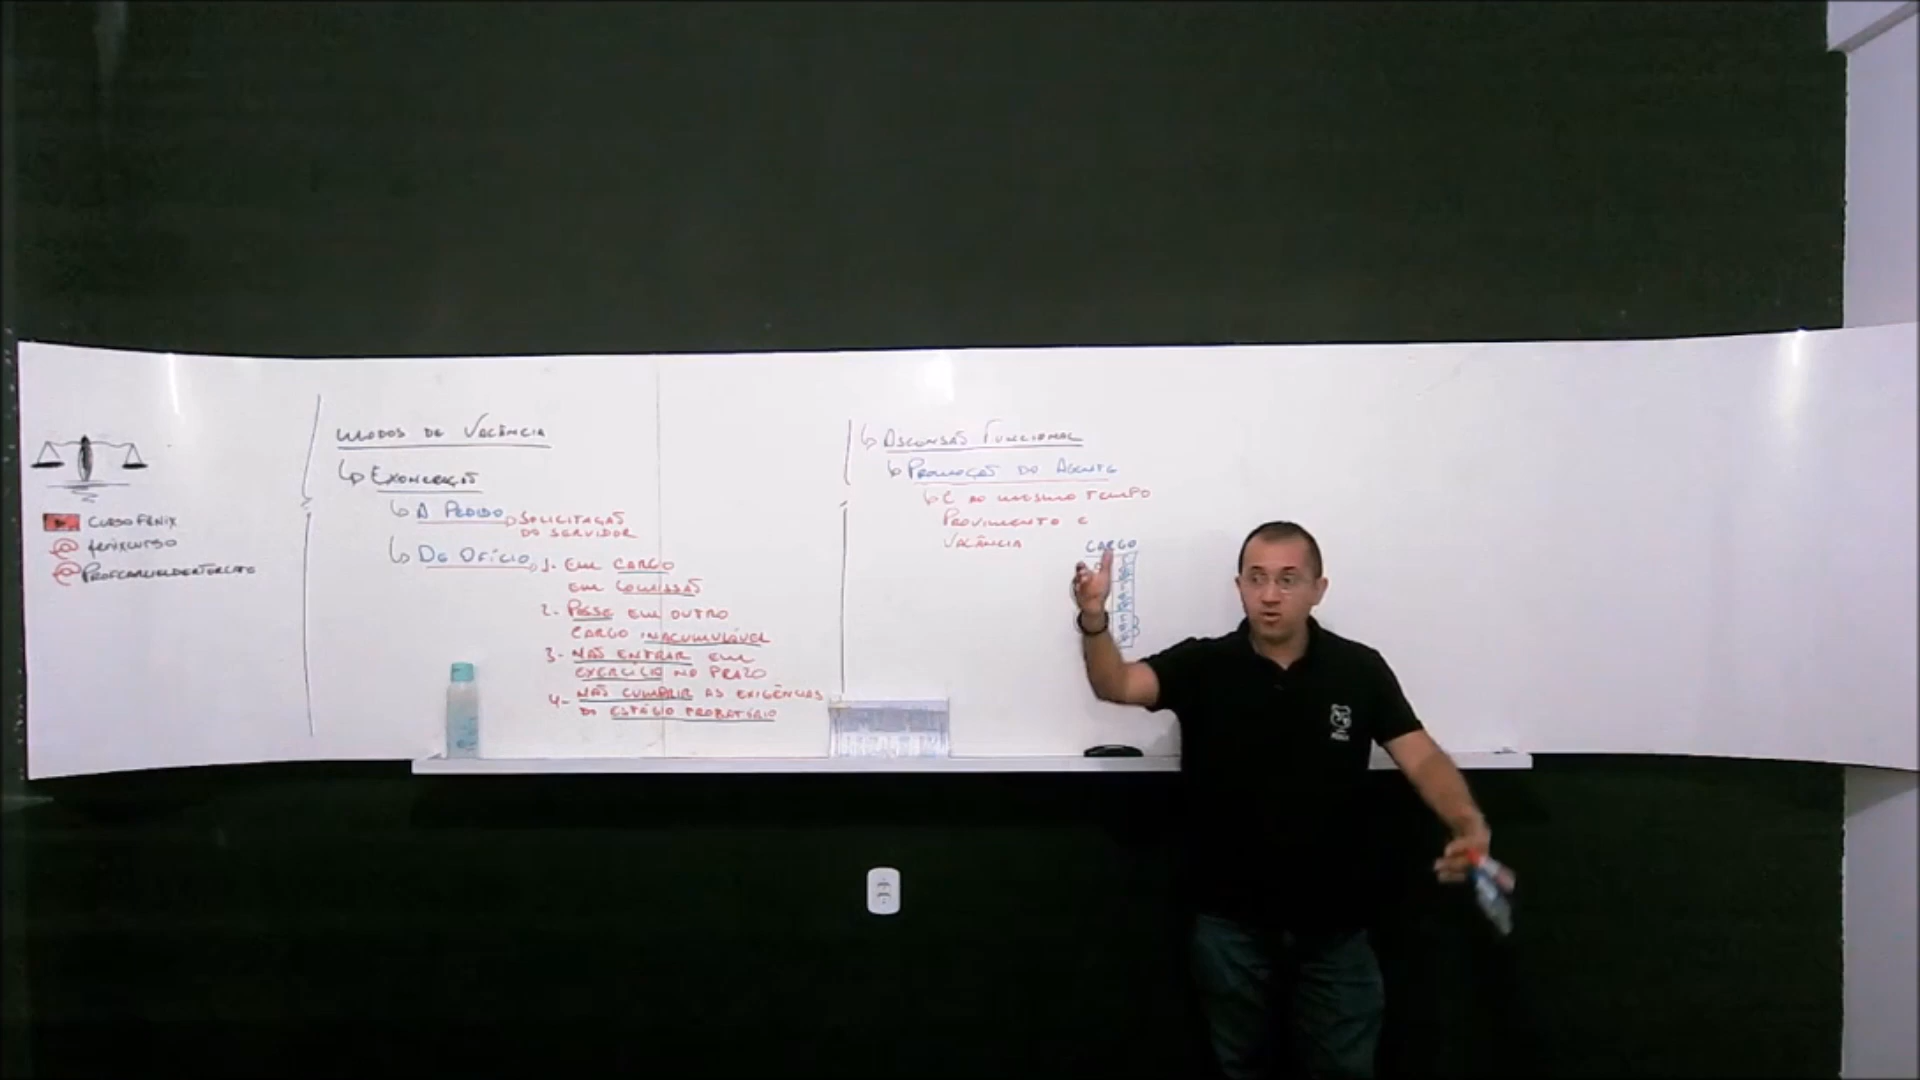 CURSO FÊNIX
@ fenixcurso
MODOS DE VACÂNCIA
EXONERAÇÃO
A PEDIDO
SOLICITAÇÃO
DO SERVIDOR
DE OFÍCIO
1- EM CARGO
EM COMISSÃO
2- POSSE EM OUTRO
CARGO INACUMULÁVEL
3- NÃO ENTRAR EM
EXERCÍCIO NO PRAZO
4- NÃO CUMPRIR AS EXIGÊNCIAS
DO ESTÁGIO PROBATÓRIO
ASCENSÃO FUNCIONAL
PROMOÇÃO DO AGENTE
É AO MESMO TEMPO
PROVIMENTO E
VACÂNCIA
CARGO